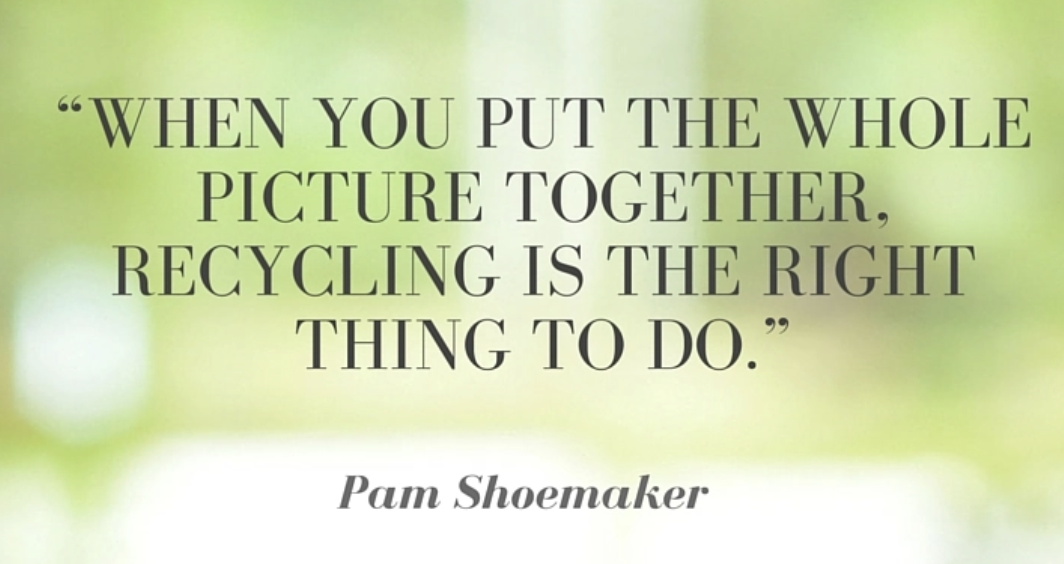 “WHEN YOU PUT THE WHOLE
PICTURE TOGETHER,
RECYCLING IS THE RIGHT
THING TO DO.”
Pam Shoemaker